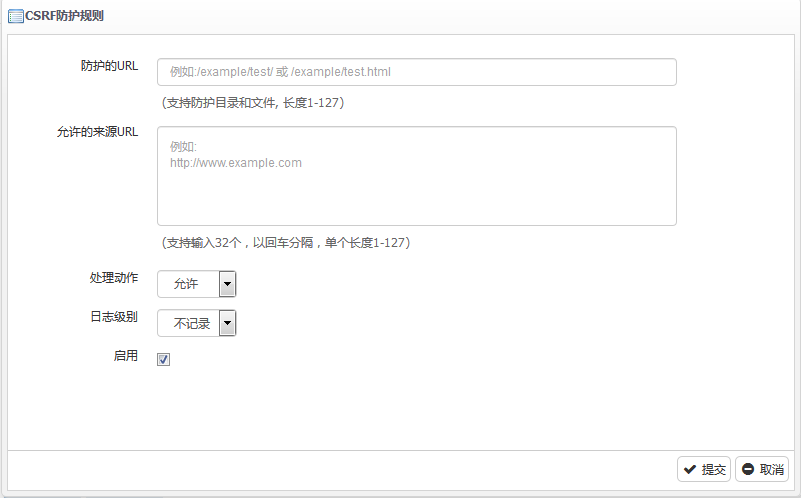 CSRF防护规则
防护的URL
例如:/example/test/ 或 /example/test.html
(支持防护目录和文件, 长度1-127)
允许的来源URL
例如:
http://www.example.com
(支持输入32个，以回车分隔，单个长度1-127)
处理动作 允许
日志级别 不记录
启用
提交 取消